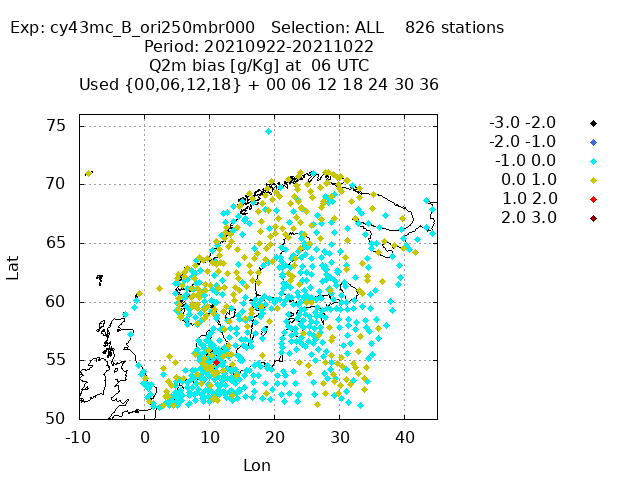 Exp: cy43mc_B_ori250mbr000   Selection: ALL    826 stations
Period: 20210922-20211022
Q2m bias [g/Kg] at  06 UTC
Used {00,06,12,18} + 00 06 12 18 24 30 36
-3.0 -2.0
-2.0 -1.0
-1.0 0.0
0.0 1.0
1.0 2.0
2.0 3.0
75
70
65
60
55
50
Lat
-10 0 10 20 30 40
Lon